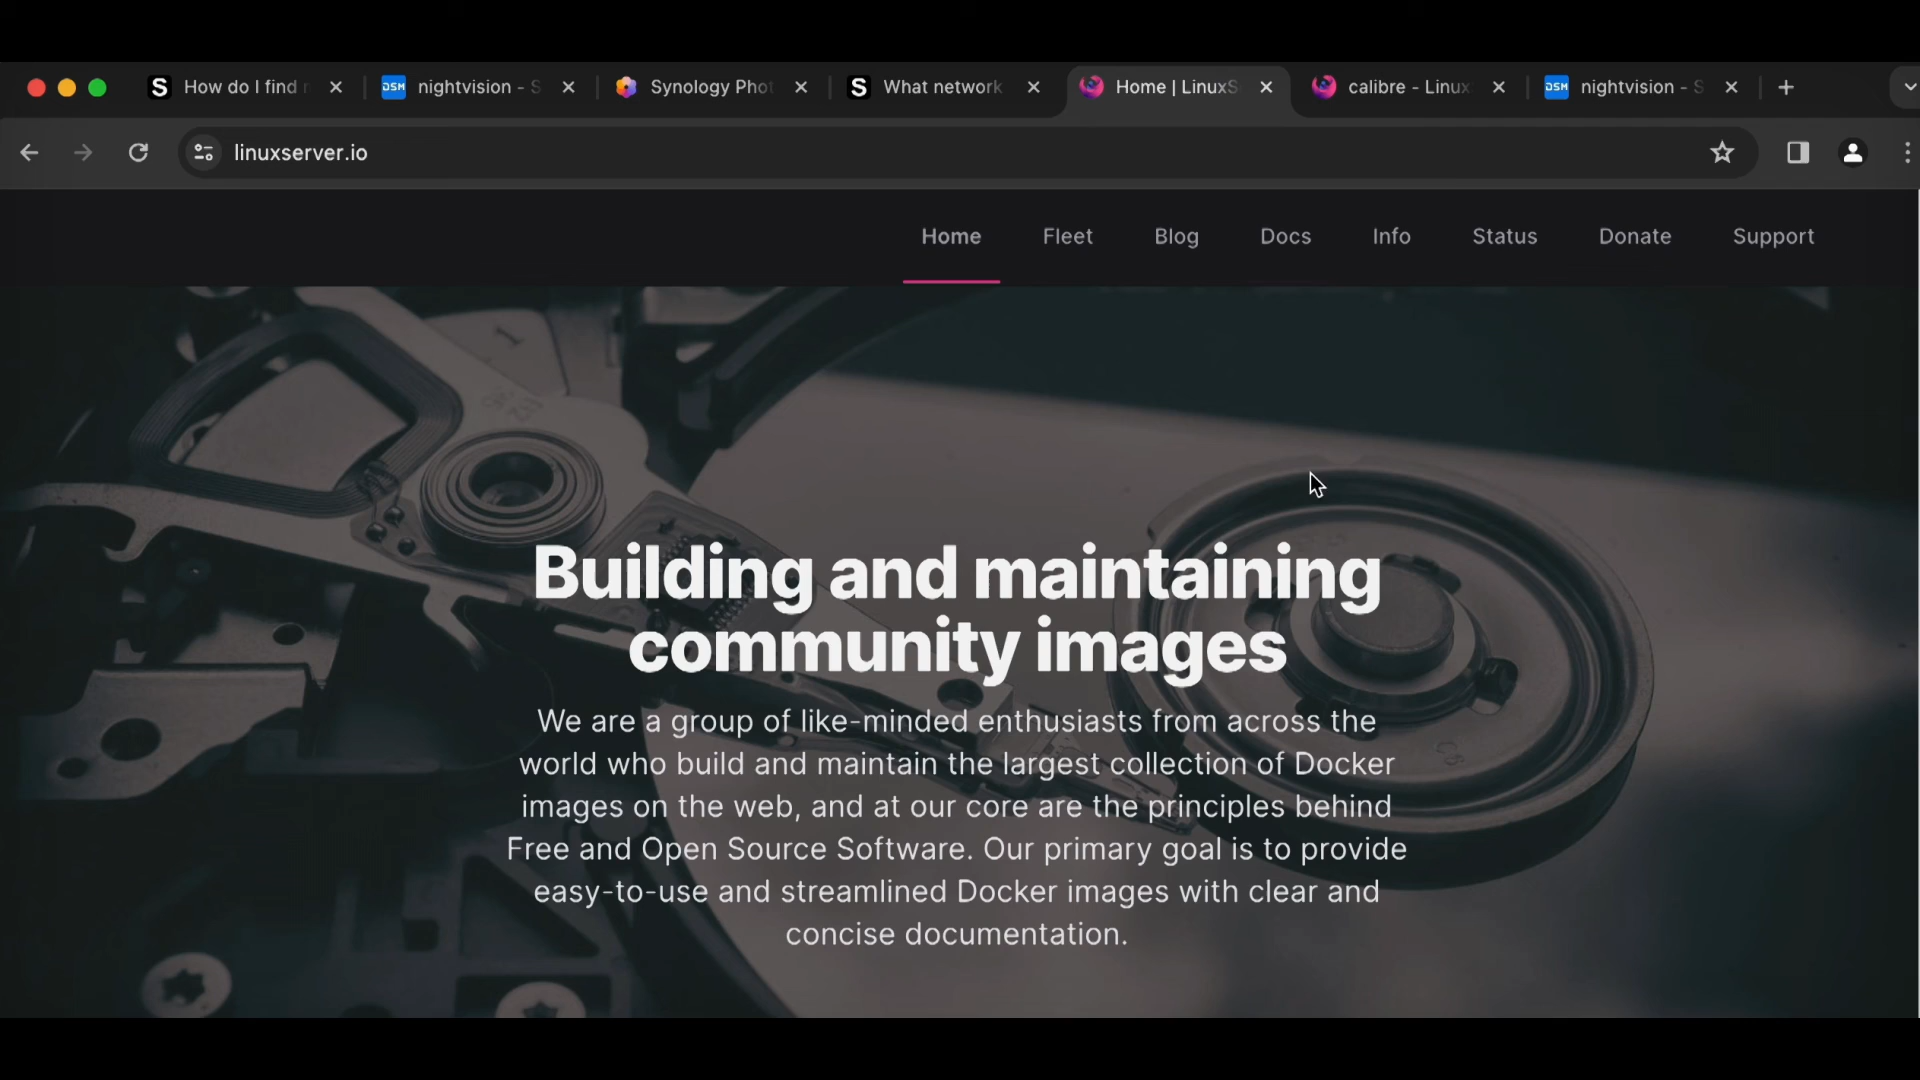 How do I find
nightvision - S
Synology Phot
What network
Home | LinuxS
calibre - Linux
nightvision - S
linuxserver.io
Home
Fleet
Blog
Docs
Info
Status
Donate
Support
Building and maintaining
community images
We are a group of like-minded enthusiasts from across the
world who build and maintain the largest collection of Docker
images on the web, and at our core are the principles behind
Free and Open Source Software. Our primary goal is to provide
easy-to-use and streamlined Docker images with clear and
concise documentation.